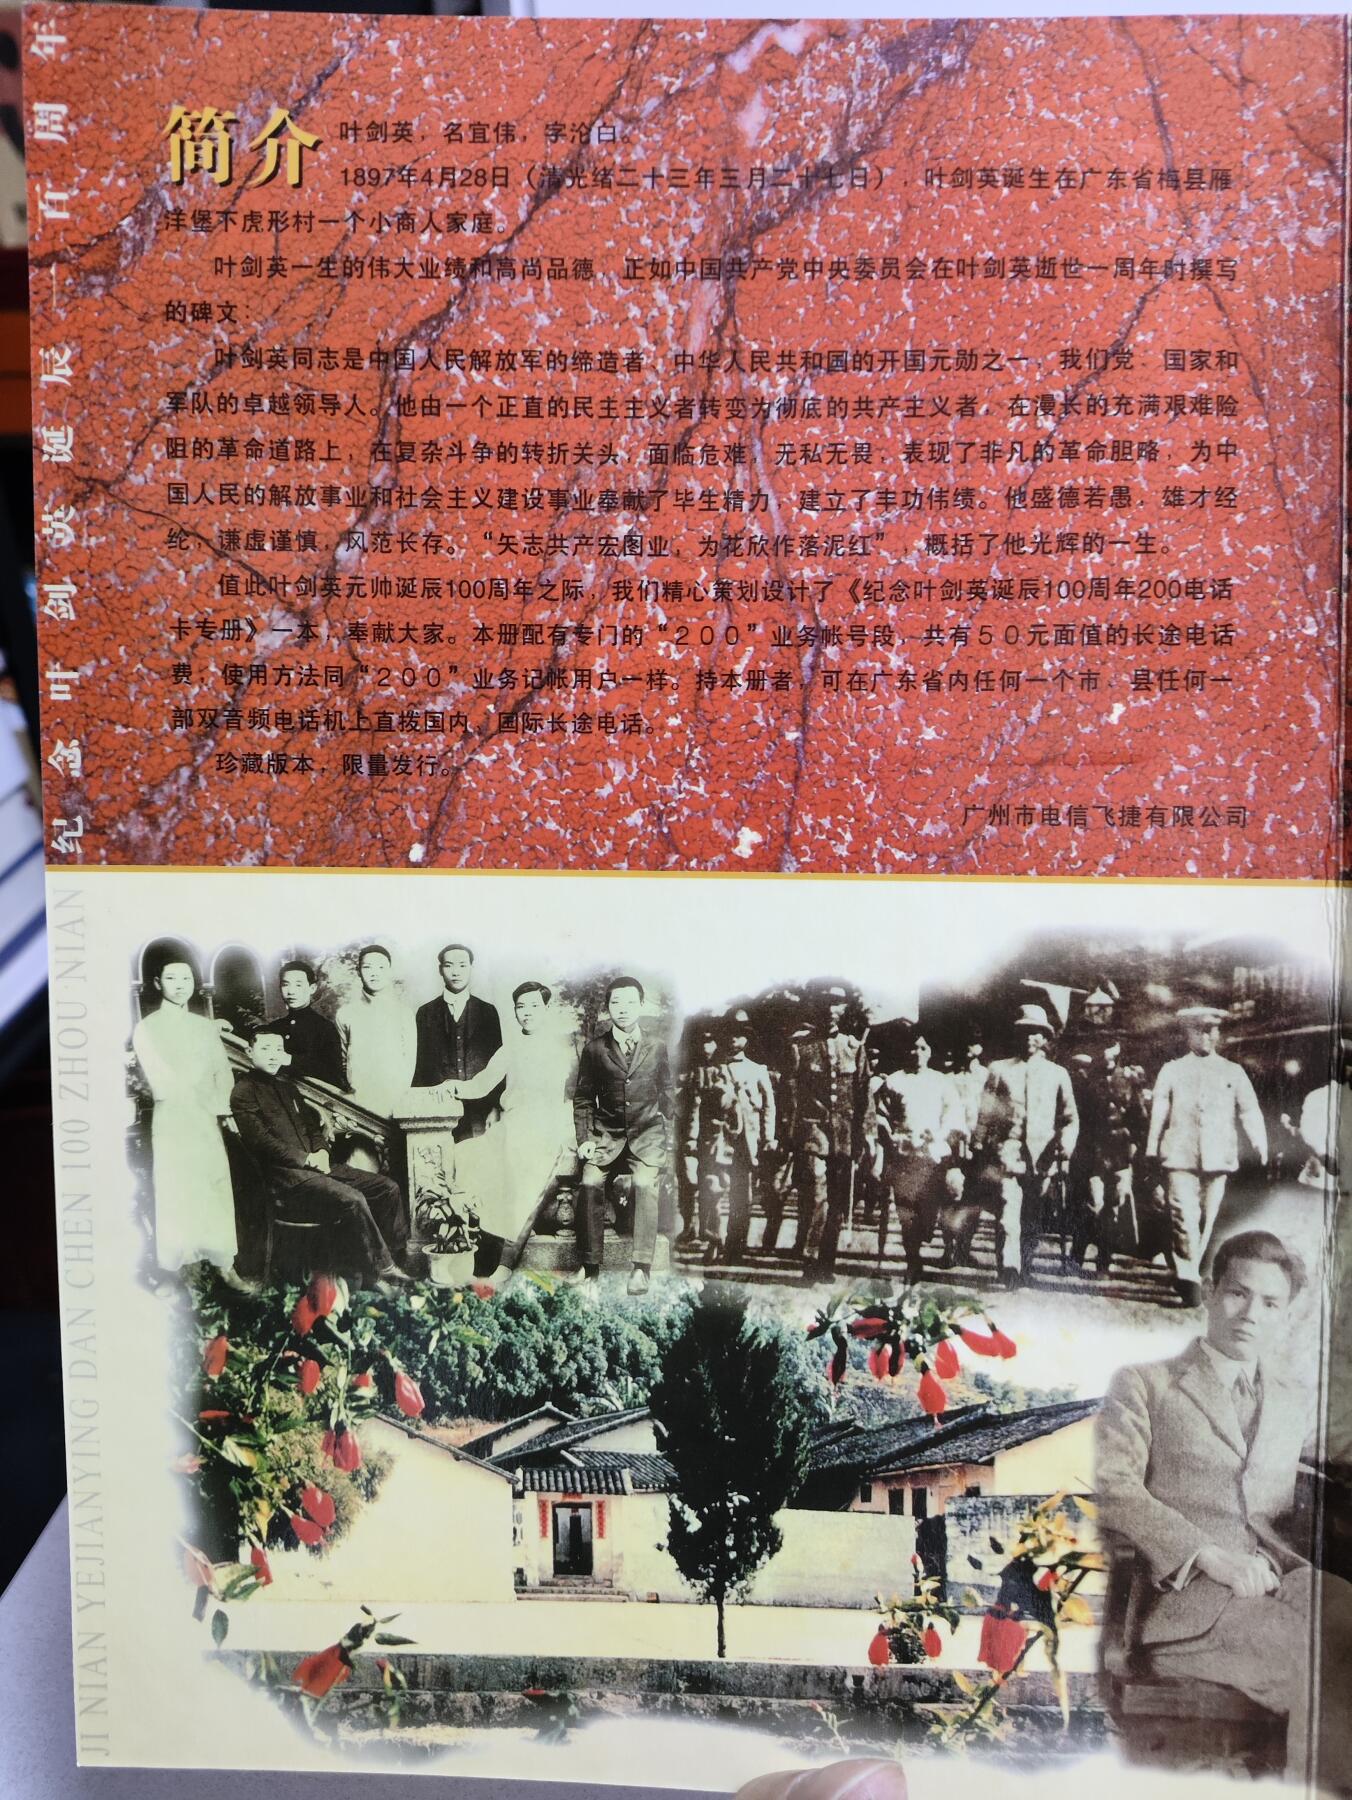 简介
叶剑英，名宜伟，字沧白。
1897年4月28日（清光绪二十三年三月二十七日），叶剑英诞生在广东省梅县雁
洋堡下虎形村一个小商人家庭。
叶剑英一生的伟大业绩和高尚品德，正如中国共产党中央委员会在叶剑英逝世一周年时撰写
的碑文：
叶剑英同志是中国人民解放军的缔造者、中华人民共和国的开国元勋之一，我们党、国家和
军队的卓越领导人。他由一个正直的民主主义者转变为彻底的共产主义者，在漫长的充满艰难险
阻的革命道路上，在复杂斗争的转折关头，面临危难，无私无畏，表现了非凡的革命胆略，为中
国人民的解放事业和社会主义建设事业奉献了毕生精力，建立了丰功伟绩。他盛德若愚，雄才经
纶，谦虚谨慎，风范长存。“矢志共产宏图业，为花欣作落泥红”，概括了他光辉的一生。
值此叶剑英元帅诞辰100周年之际，我们精心策划设计了《纪念叶剑英诞辰100周年200电话
卡专册》一本，奉献大家。本册配有专门的“200”业务帐号段，共有50元面值的长途电话
费，使用方法同“200”业务记帐用户一样。持本册者，可在广东省内任何一个市、县任何一
部双音频电话机上直拨国内、国际长途电话。
珍藏版本，限量发行。
广州市电信飞捷有限公司
纪念叶剑英诞辰一百周年
JI NIAN YEJIANYING DAN CHEN 100 ZHOU NIAN